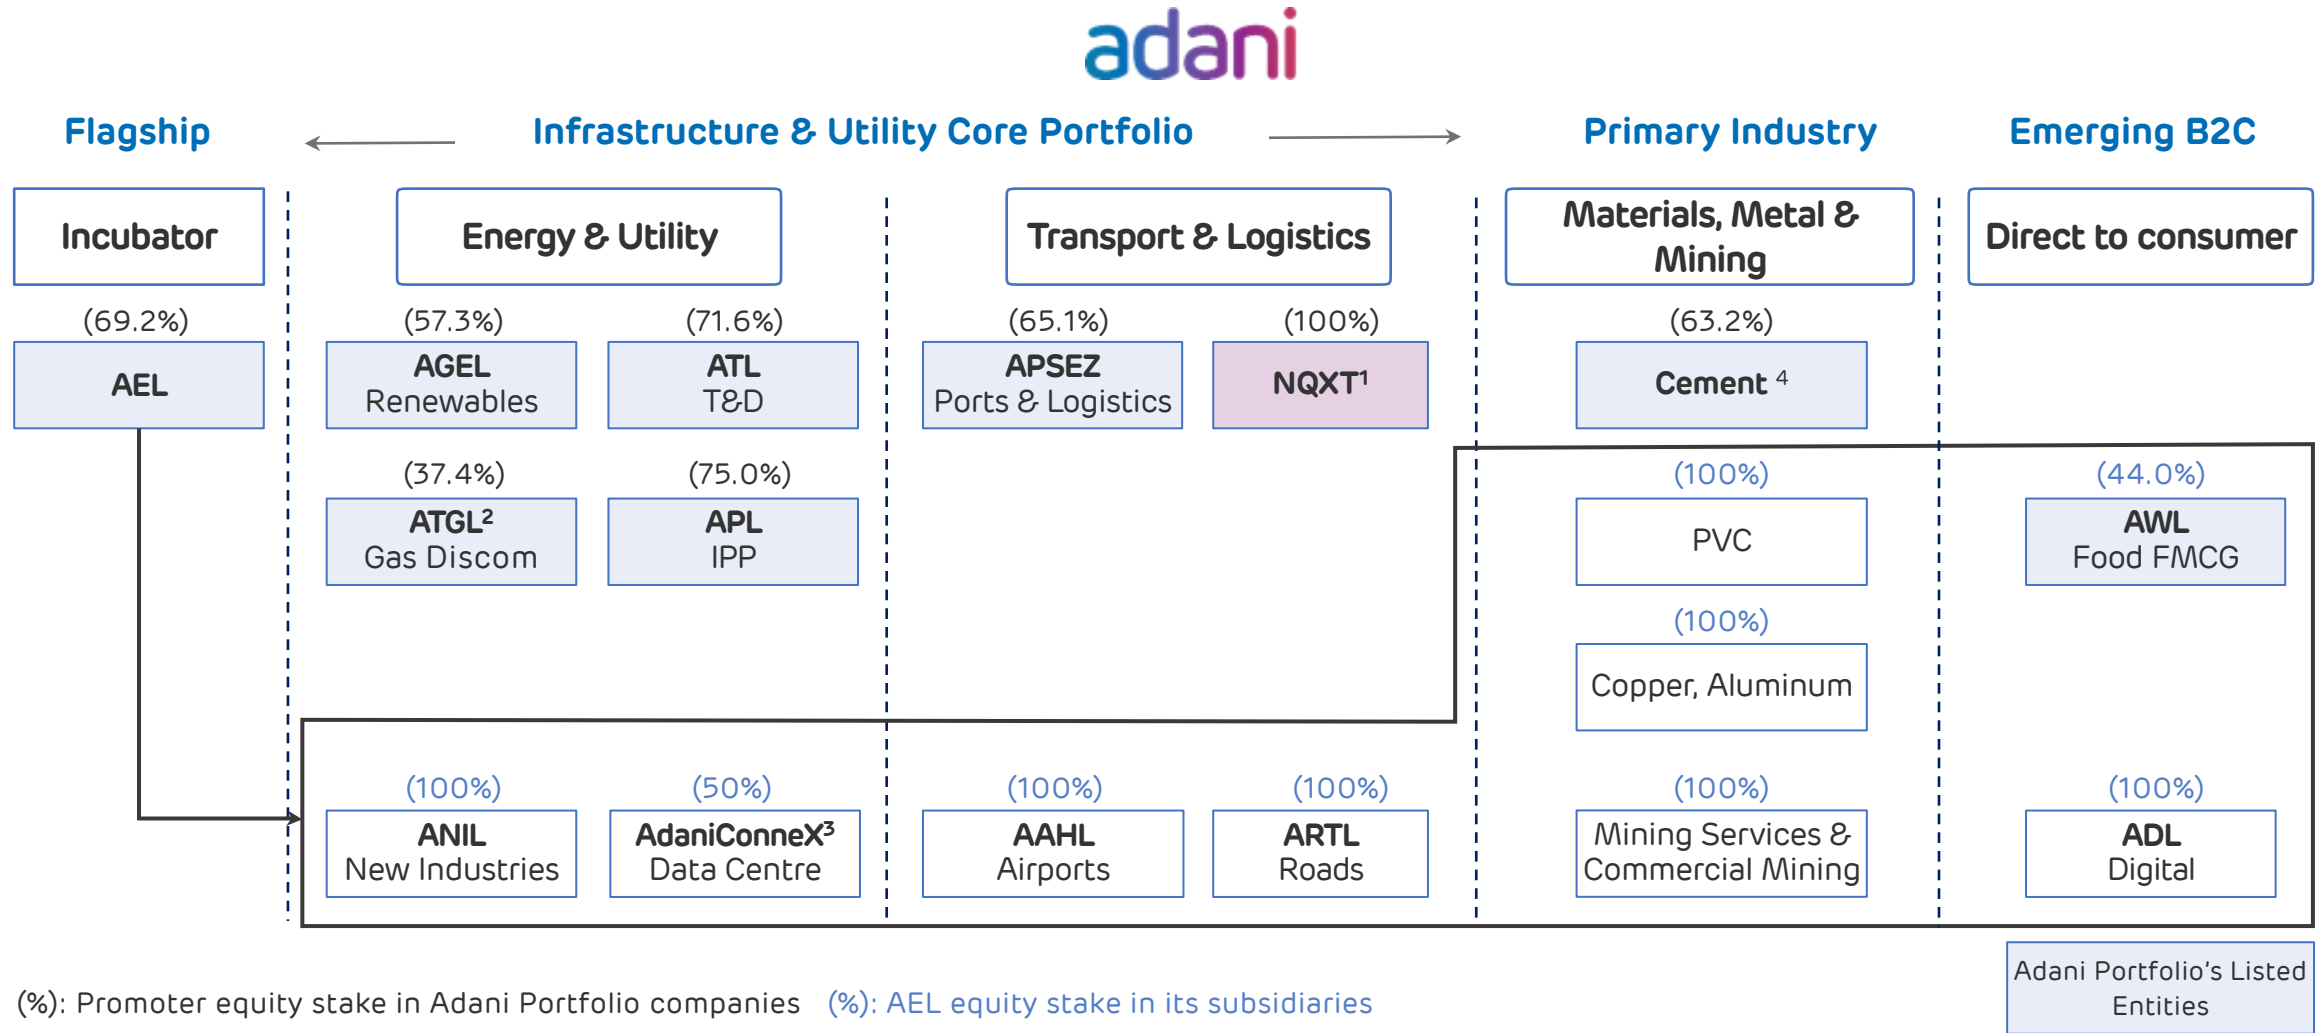 adani
Flagship
Infrastructure & Utility Core Portfolio
Primary Industry
Emerging B2C
Incubator
Energy & Utility
Transport & Logistics
Materials, Metal &
Mining
Direct to consumer
(69.2%)
(57.3%)
(71.6%)
(65.1%)
(100%)
(63.2%)
AEL
AGEL
Renewables
ATL
T&D
APSEZ
Ports & Logistics
NQXT¹
Cement ⁴
(37.4%)
(75.0%)
(100%)
(44.0%)
ATGL²
Gas Discom
APL
IPP
PVC
AWL
Food FMCG
(100%)
Copper, Aluminum
(100%)
(50%)
(100%)
(100%)
(100%)
(100%)
ANIL
New Industries
AdaniConneX³
Data Centre
AAHL
Airports
ARTL
Roads
Mining Services &
Commercial Mining
ADL
Digital
(%): Promoter equity stake in Adani Portfolio companies
(%): AEL equity stake in its subsidiaries
Adani Portfolio's Listed
Entities